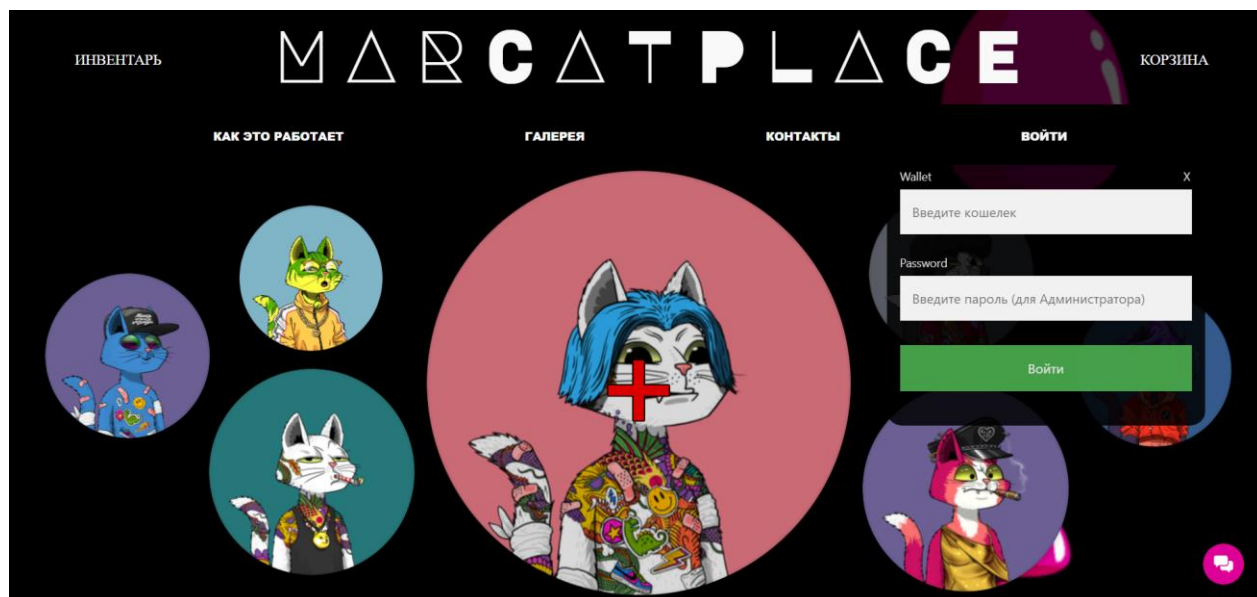 MARCATPLACE
ИНВЕНТАРЬ
КОРЗИНА
КАК ЭТО РАБОТАЕТ
ГАЛЕРЕЯ
КОНТАКТЫ
ВОЙТИ
Wallet
X
Введите кошелек
Password
Введите пароль (для Администратора)
Войти